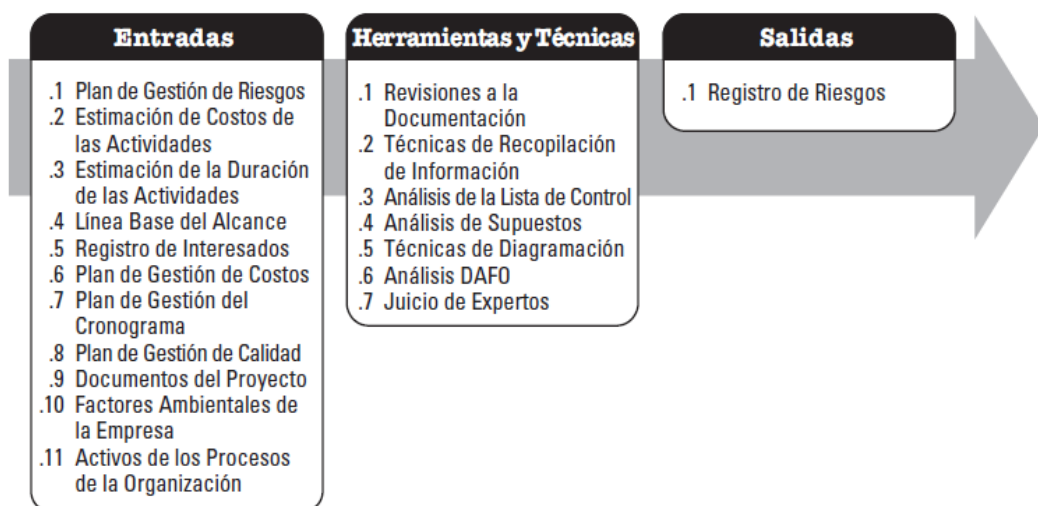 Entradas
.1 Plan de Gestión de Riesgos
.2 Estimación de Costos de
las Actividades
.3 Estimación de la Duración
de las Actividades
.4 Línea Base del Alcance
.5 Registro de Interesados
.6 Plan de Gestión de Costos
.7 Plan de Gestión del
Cronograma
.8 Plan de Gestión de Calidad
.9 Documentos del Proyecto
.10 Factores Ambientales de
la Empresa
.11 Activos de los Procesos
de la Organización
Herramientas y Técnicas
.1 Revisiones a la
Documentación
.2 Técnicas de Recopilación
de Información
.3 Análisis de la Lista de Control
.4 Análisis de Supuestos
.5 Técnicas de Diagramación
.6 Análisis DAFO
.7 Juicio de Expertos
Salidas
.1 Registro de Riesgos